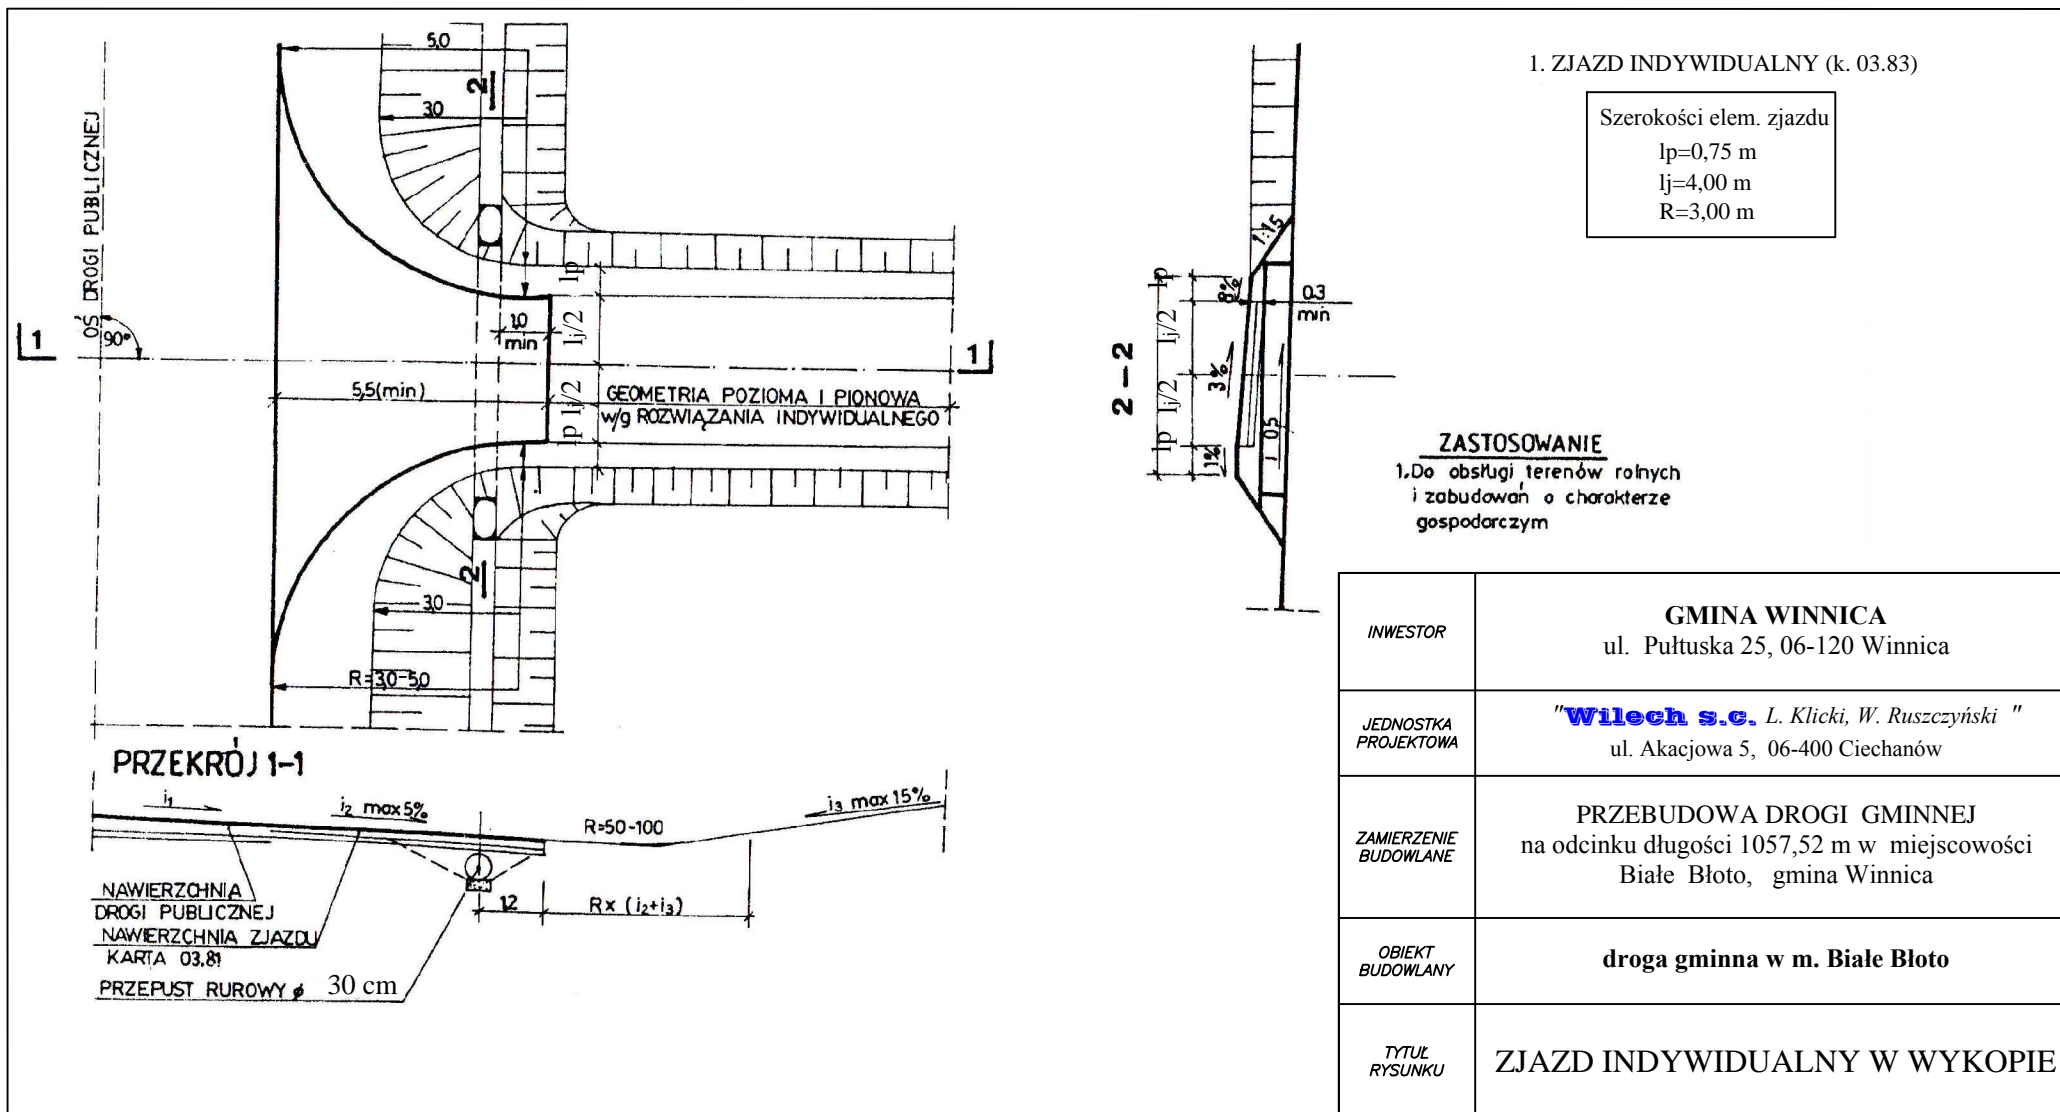 1. ZJAZD INDYWIDUALNY (k. 03.83)
Szerokości elem. zjazdu
lp=0,75 m
lj=4,00 m
R=3,00 m
OŚ DROGI PUBLICZNEJ
5,0
2
3,0
lp
1,0
min
lj/2
1
90°
1
5,5(min)
lj/2
GEOMETRIA POZIOMA I PIONOWA
w/g ROZWIĄZANIA INDYWIDUALNEGO
lp
2
3,0
R=3,0-5,0
2-2
1:1,5
lp
8%
0.3
min
lj/2
3%
lj/2
lp
1%
ZASTOSOWANIE
1.Do obsługi terenów rolnych
i zabudowań o charakterze
gospodarczym
PRZEKRÓJ 1-1
i1
i2 max 5%
i3 max 15%
R=50-100
1,2
R x (i2+i3)
NAWIERZCHNIA
DROGI PUBLICZNEJ
NAWIERZCHNIA ZJAZDU
KARTA 03.81
PRZEPUST RUROWY ø 30 cm
INWESTOR
GMINA WINNICA
ul. Pułtuska 25, 06-120 Winnica
JEDNOSTKA
PROJEKTOWA
"Wilech s.c. L. Klicki, W. Ruszczyński "
ul. Akacjowa 5, 06-400 Ciechanów
ZAMIERZENIE
BUDOWLANE
PRZEBUDOWA DROGI GMINNEJ
na odcinku długości 1057,52 m w miejscowości
Białe Błoto, gmina Winnica
OBIEKT
BUDOWLANY
droga gminna w m. Białe Błoto
TYTUŁ
RYSUNKU
ZJAZD INDYWIDUALNY W WYKOPIE